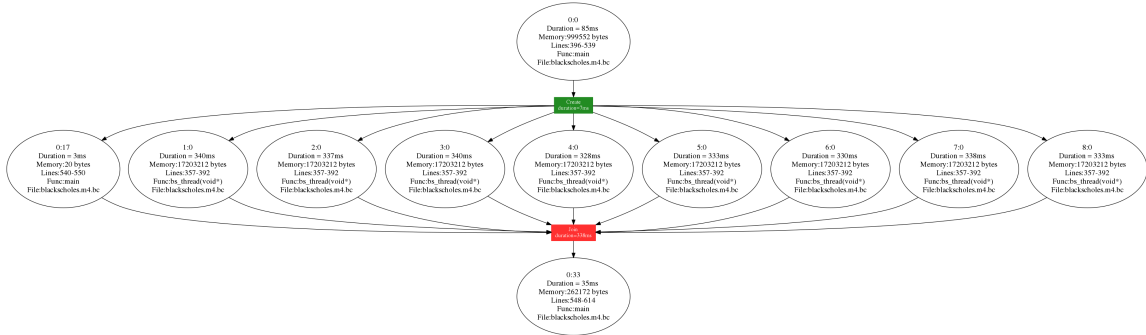 0:0
Duration = 85ms
Memory:999552 bytes
Lines:396-539
Func:main
File:blackscholes.m4.bc
Create
0:17
Duration = 3ms
Memory:20 bytes
Lines:540-550
Func:main
File:blackscholes.m4.bc
1:0
Duration = 340ms
Memory:17203212 bytes
Lines:357-392
Func:bs_thread(void*)
File:blackscholes.m4.bc
2:0
Duration = 337ms
Memory:17203212 bytes
Lines:357-392
Func:bs_thread(void*)
File:blackscholes.m4.bc
3:0
Duration = 340ms
Memory:17203212 bytes
Lines:357-392
Func:bs_thread(void*)
File:blackscholes.m4.bc
4:0
Duration = 328ms
Memory:17203212 bytes
Lines:357-392
Func:bs_thread(void*)
File:blackscholes.m4.bc
5:0
Duration = 333ms
Memory:17203212 bytes
Lines:357-392
Func:bs_thread(void*)
File:blackscholes.m4.bc
6:0
Duration = 330ms
Memory:17203212 bytes
Lines:357-392
Func:bs_thread(void*)
File:blackscholes.m4.bc
7:0
Duration = 338ms
Memory:17203212 bytes
Lines:357-392
Func:bs_thread(void*)
File:blackscholes.m4.bc
8:0
Duration = 333ms
Memory:17203212 bytes
Lines:357-392
Func:bs_thread(void*)
File:blackscholes.m4.bc
Join
0:33
Duration = 35ms
Memory:262172 bytes
Lines:548-614
Func:main
File:blackscholes.m4.bc